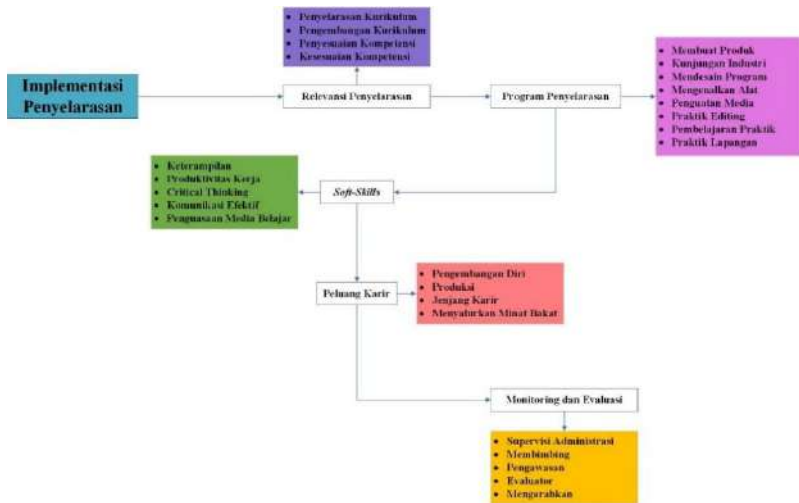 Penyelarasan Kurikulum
Pengembangan Kurikulum
Penyesuaian Kompetensi
Kesesuaian Kompetensi
Implementasi
Penyelarasan
Relevansi Penyelarasan
Program Penyelarasan
Membuat Produk
Kunjungan Industri
Mendesain Program
Mengenalkan Alat
Penguatan Media
Praktik Editing
Pembelajaran Praktik
Praktik Lapangan
Keterampilan
Produktivitas Kerja
Critical Thinking
Komunikasi Efektif
Penguasaan Media Belajar
Soft-Skills
Peluang Karir
Pengembangan Diri
Produksi
Jenjang Karir
Menyalurkan Minat Bakat
Monitoring dan Evaluasi
Supervisi Administrasi
Membimbing
Pengawasan
Evaluator
Mengarahkan